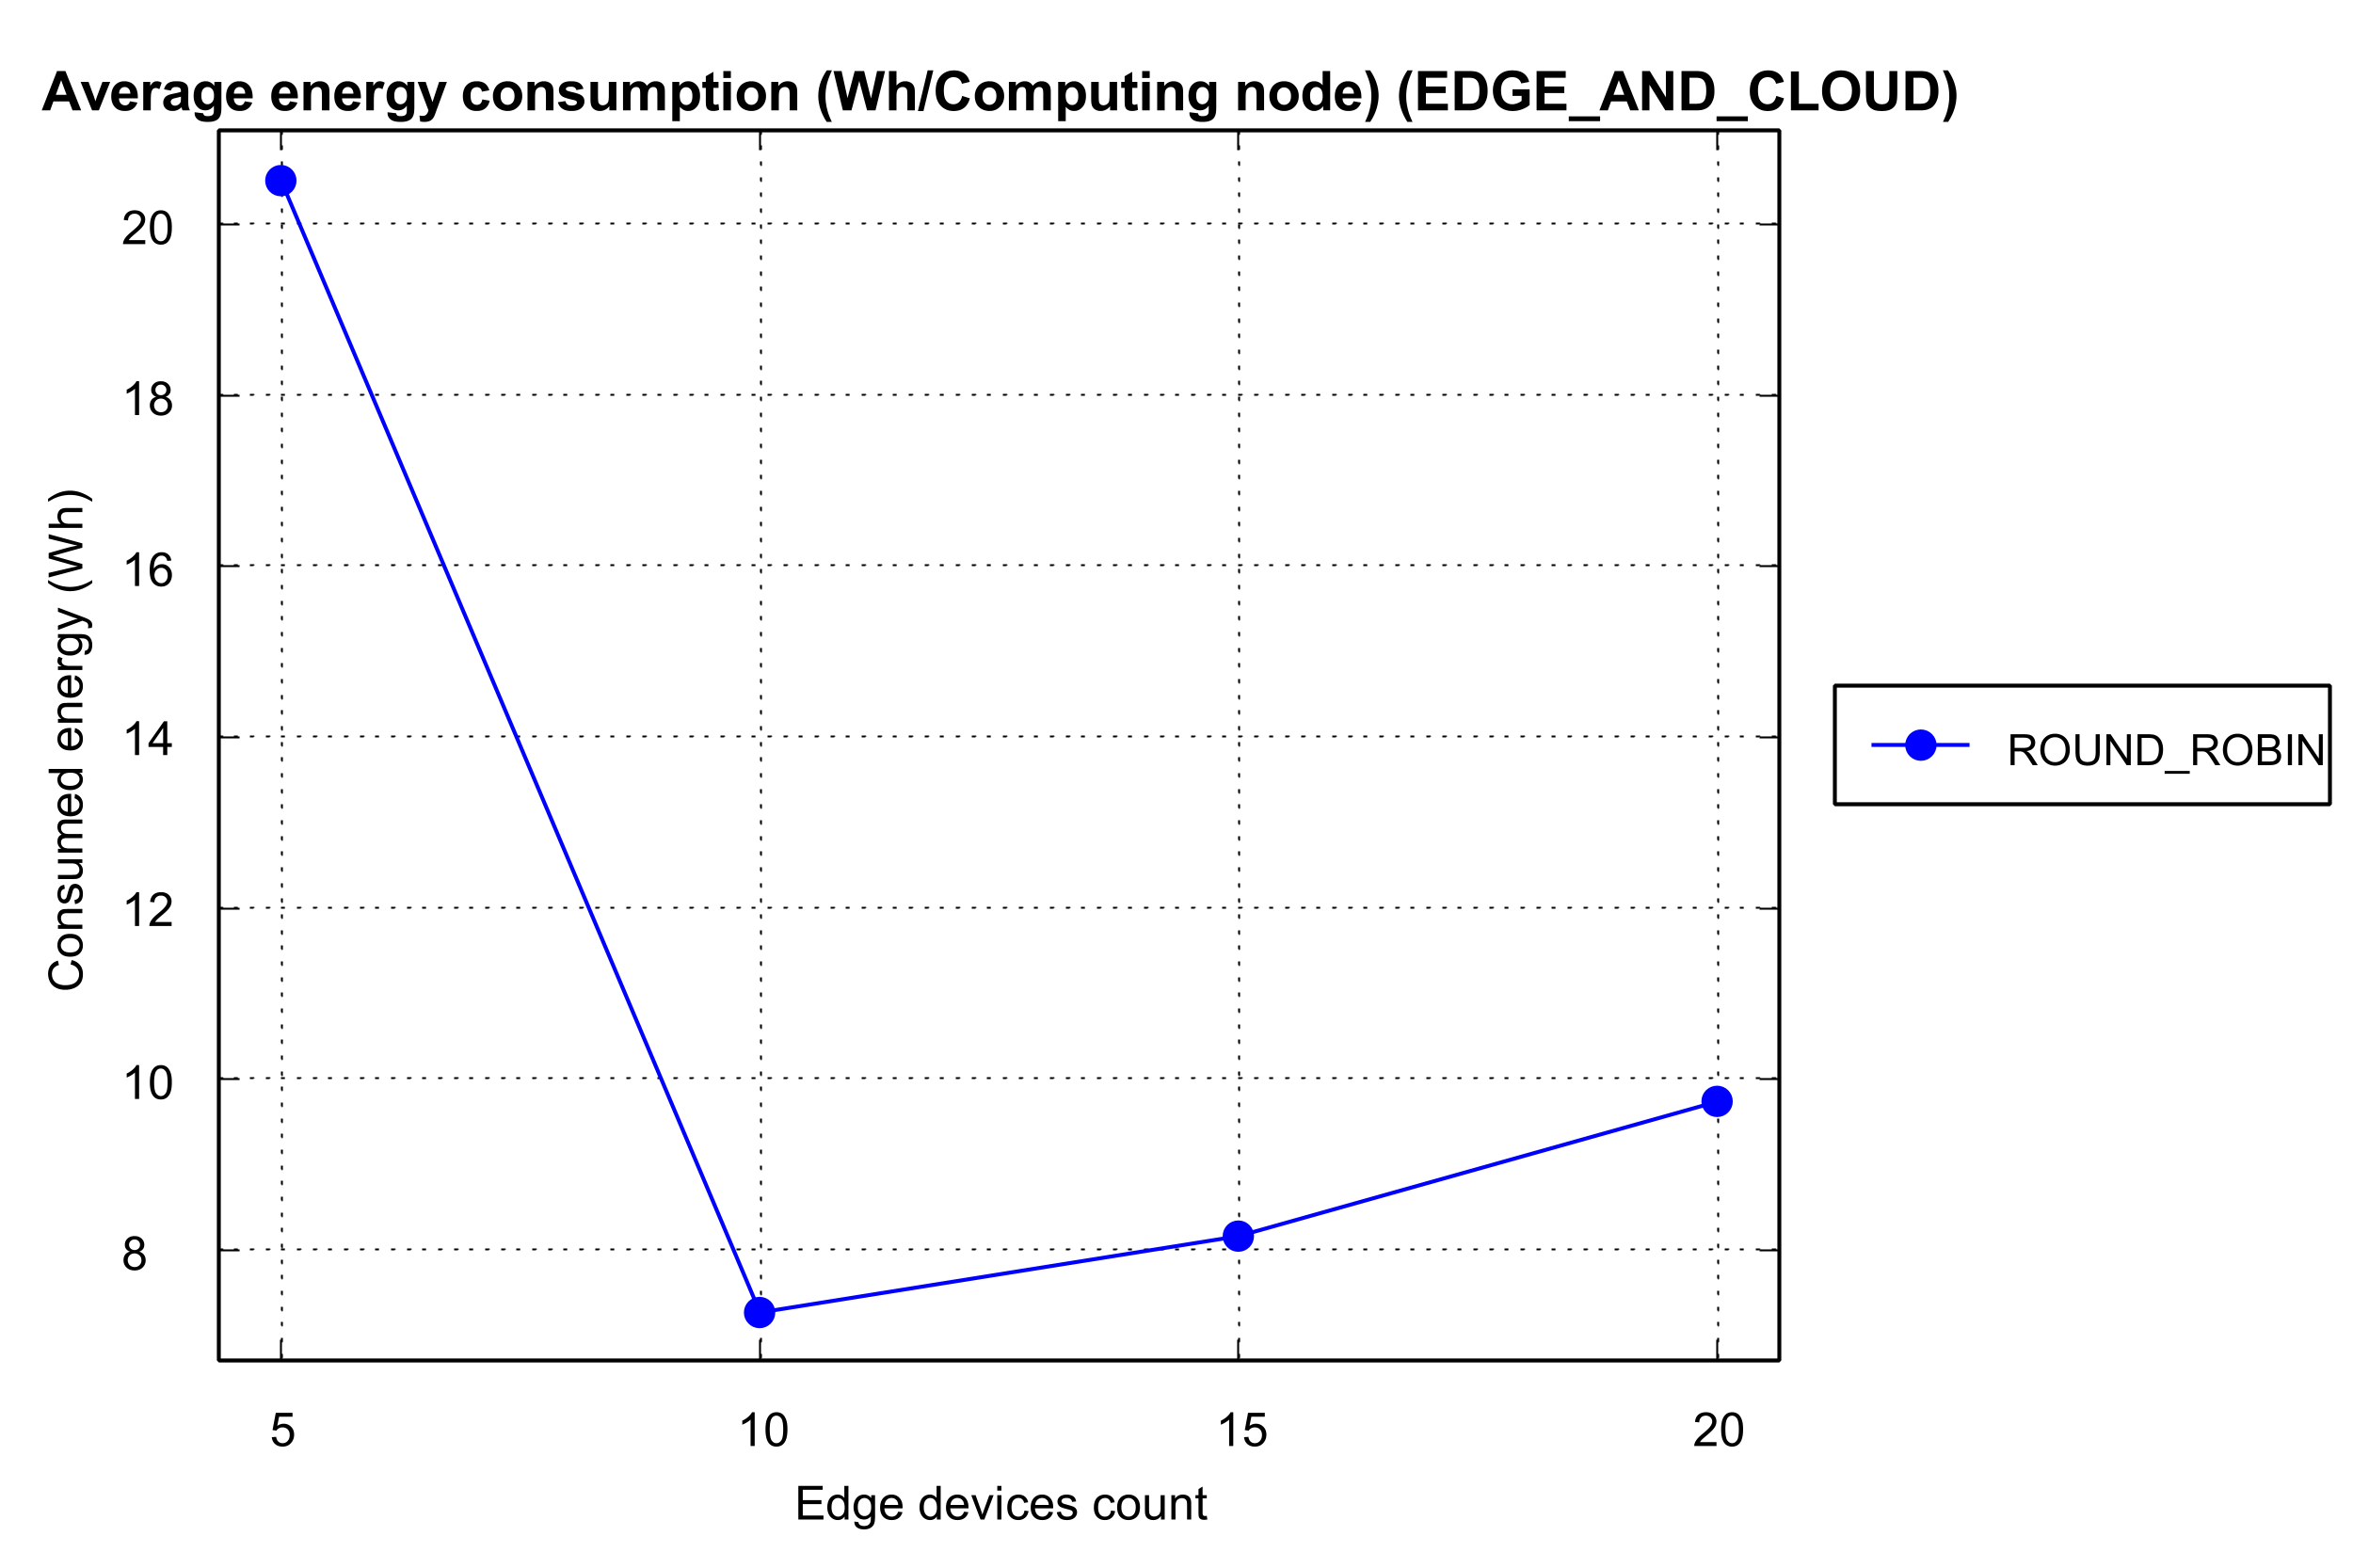 Average energy consumption (Wh/Computing node) (EDGE_AND_CLOUD)
20
18
16
14
12
10
8
Consumed energy (Wh)
5 10 15 20
Edge devices count
ROUND_ROBIN